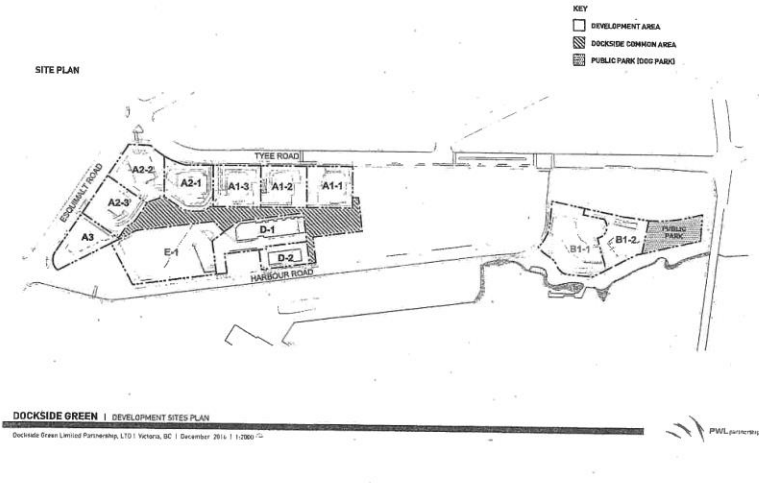 KEY
DEVELOPMENT AREA
DOCKSIDE COMMON AREA
PUBLIC PARK (DOG PARK)
SITE PLAN
TYEE ROAD
ESQUIMALT ROAD
A2-2
A2-1
A1-3
A1-2
A1-1
A2-3
A3
E-1
D-1
D-2
HARBOUR ROAD
B1-1
B1-2
PUBLIC
PARK
DOCKSIDE GREEN | DEVELOPMENT SITES PLAN
Dockside Green Limited Partnership, LTD | Victoria, BC | December 2016 | 1:2000
PWL partnership